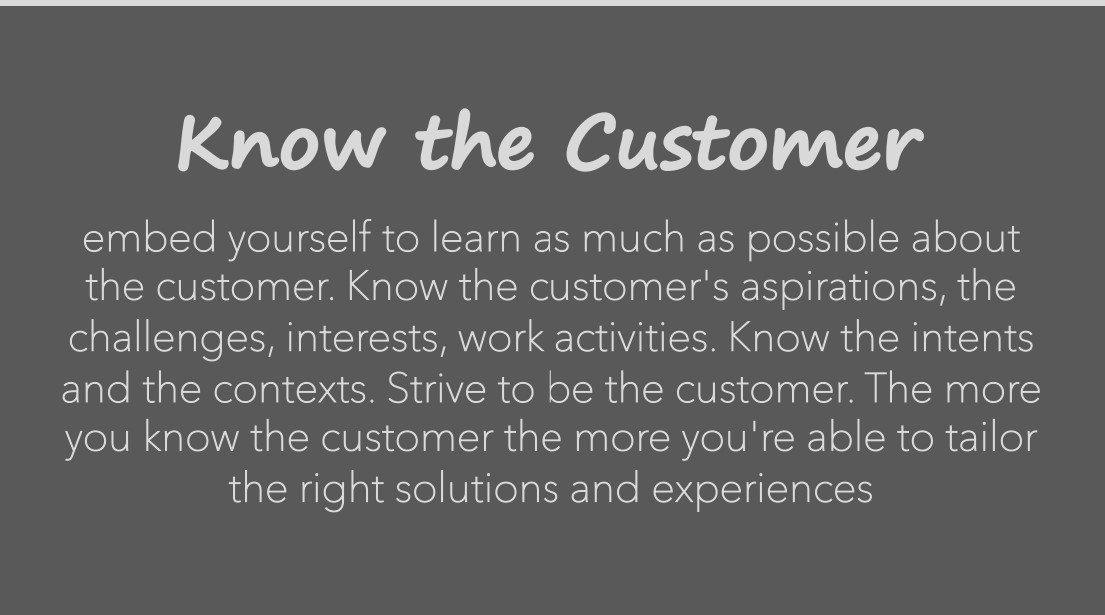 Know the Customer
embed yourself to learn as much as possible about
the customer. Know the customer's aspirations, the
challenges, interests, work activities. Know the intents
and the contexts. Strive to be the customer. The more
you know the customer the more you're able to tailor
the right solutions and experiences